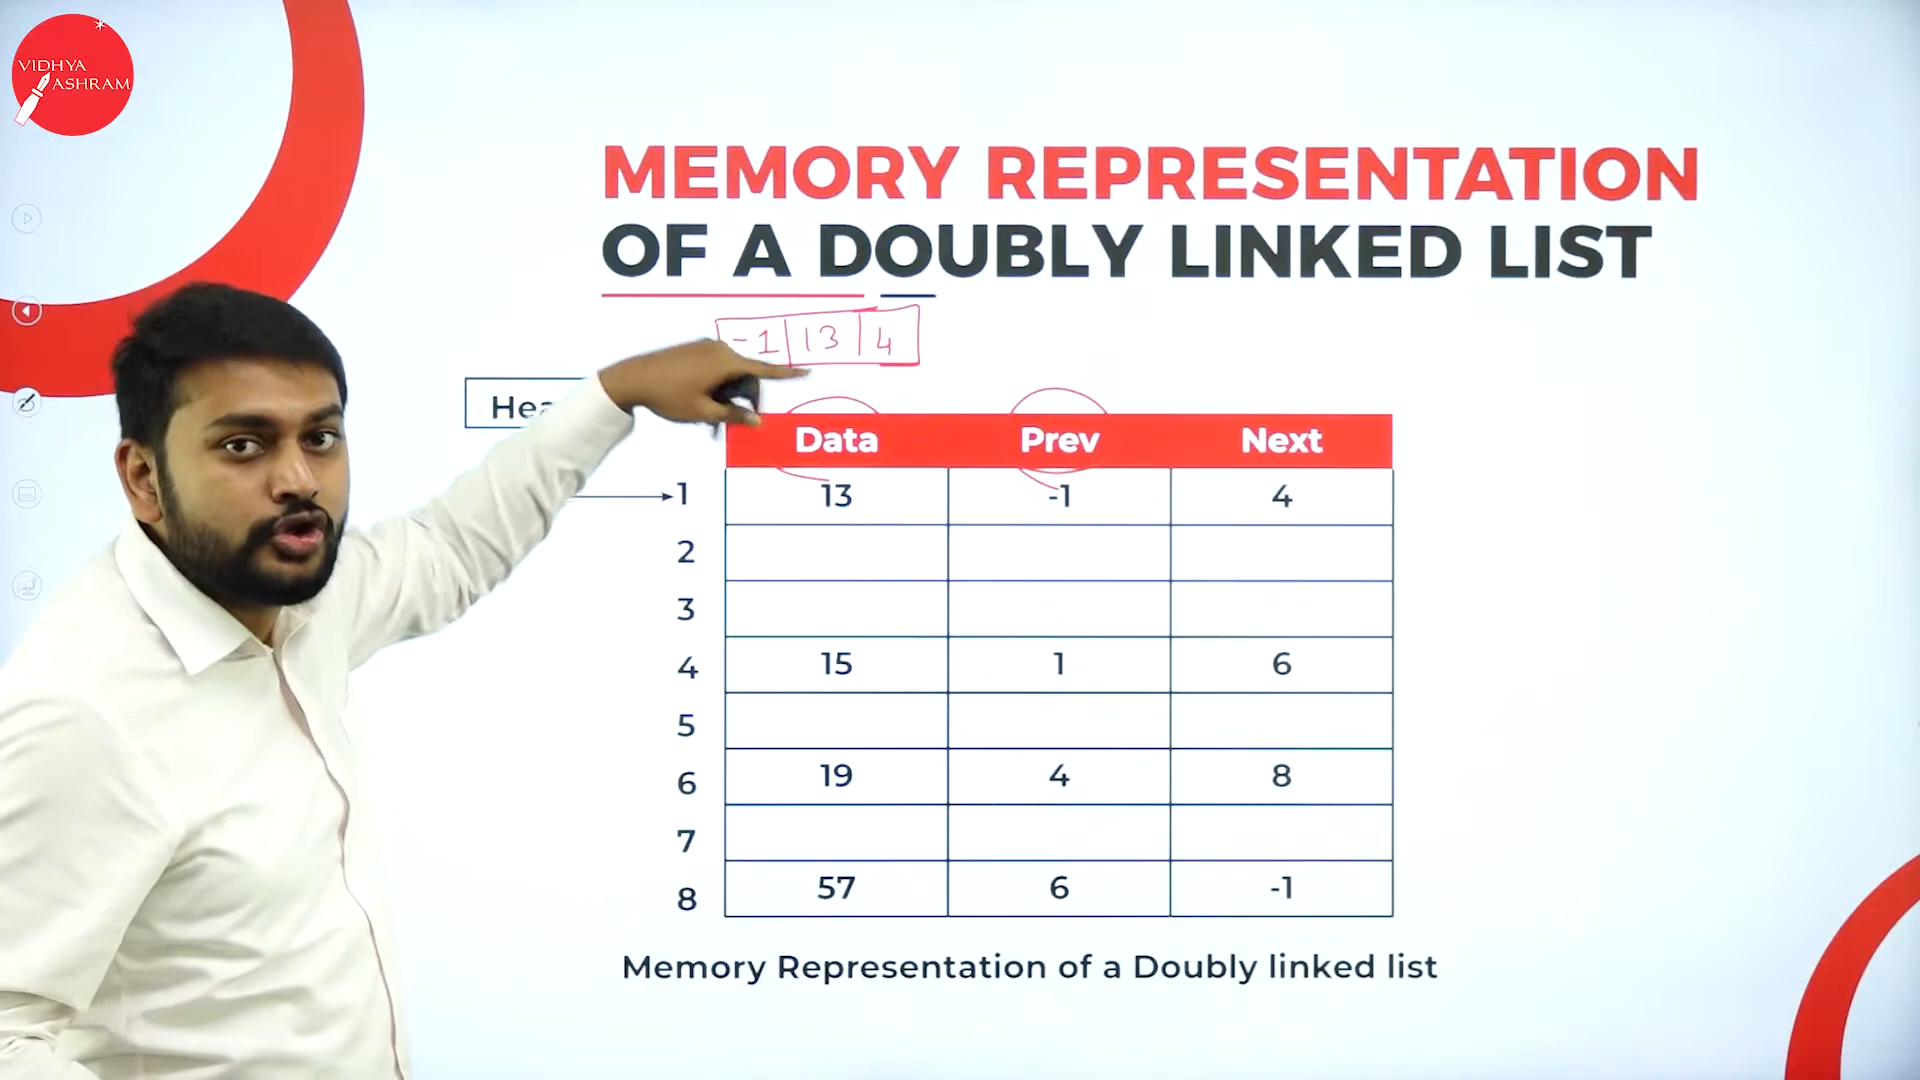 VIDHYA
ASHRAM
MEMORY REPRESENTATION
OF A DOUBLY LINKED LIST
-1 13 4
Data Prev Next
1 13 -1 4
2
3
4 15 1 6
5
6 19 4 8
7
8 57 6 -1
Memory Representation of a Doubly linked list